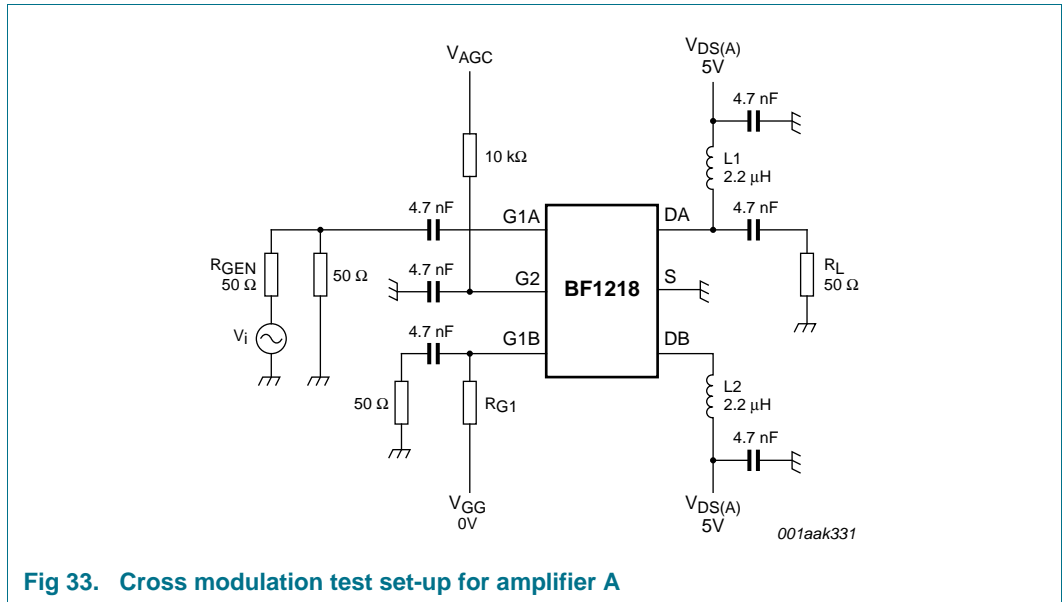 VAGC
VDS(A)
5V
4.7 nF
10 kΩ
L1
2.2 μH
4.7 nF
G1A
DA
4.7 nF
RGEN
50 Ω
50 Ω
4.7 nF
G2
BF1218
S
RL
50 Ω
Vi
4.7 nF
G1B
DB
50 Ω
RG1
L2
2.2 μH
4.7 nF
VGG
0V
VDS(A)
5V
001aak331
Fig 33. Cross modulation test set-up for amplifier A